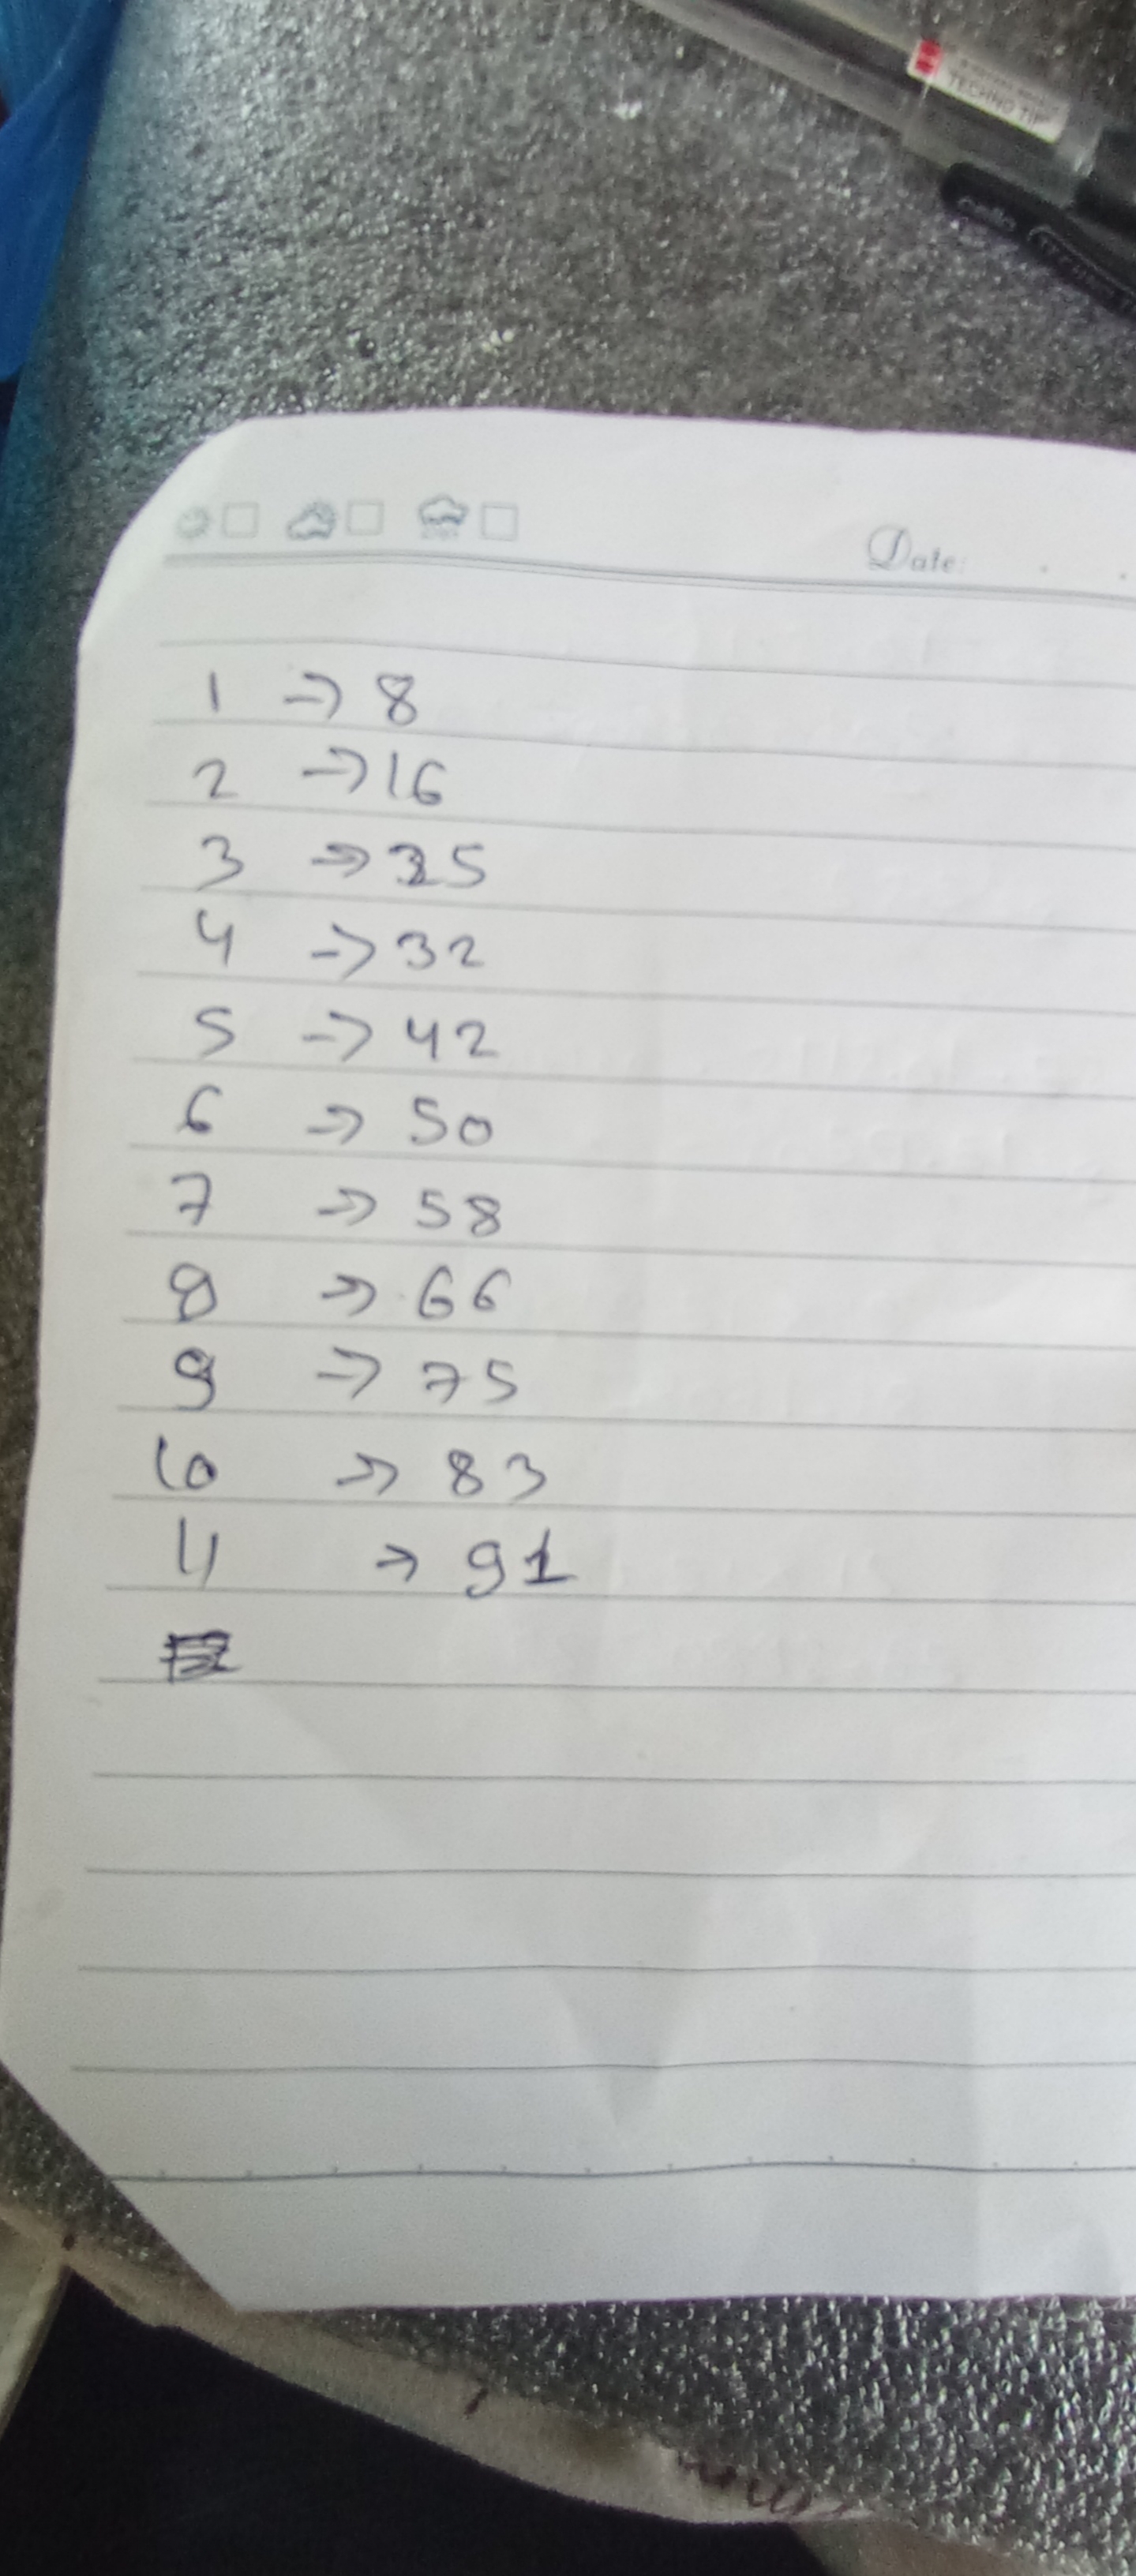 TECHNO TIP
cello
Date:
1 → 8
2 → 16
3 → 25
4 → 32
5 → 42
6 → 50
7 → 58
8 → 66
9 → 75
10 → 83
11 → 91